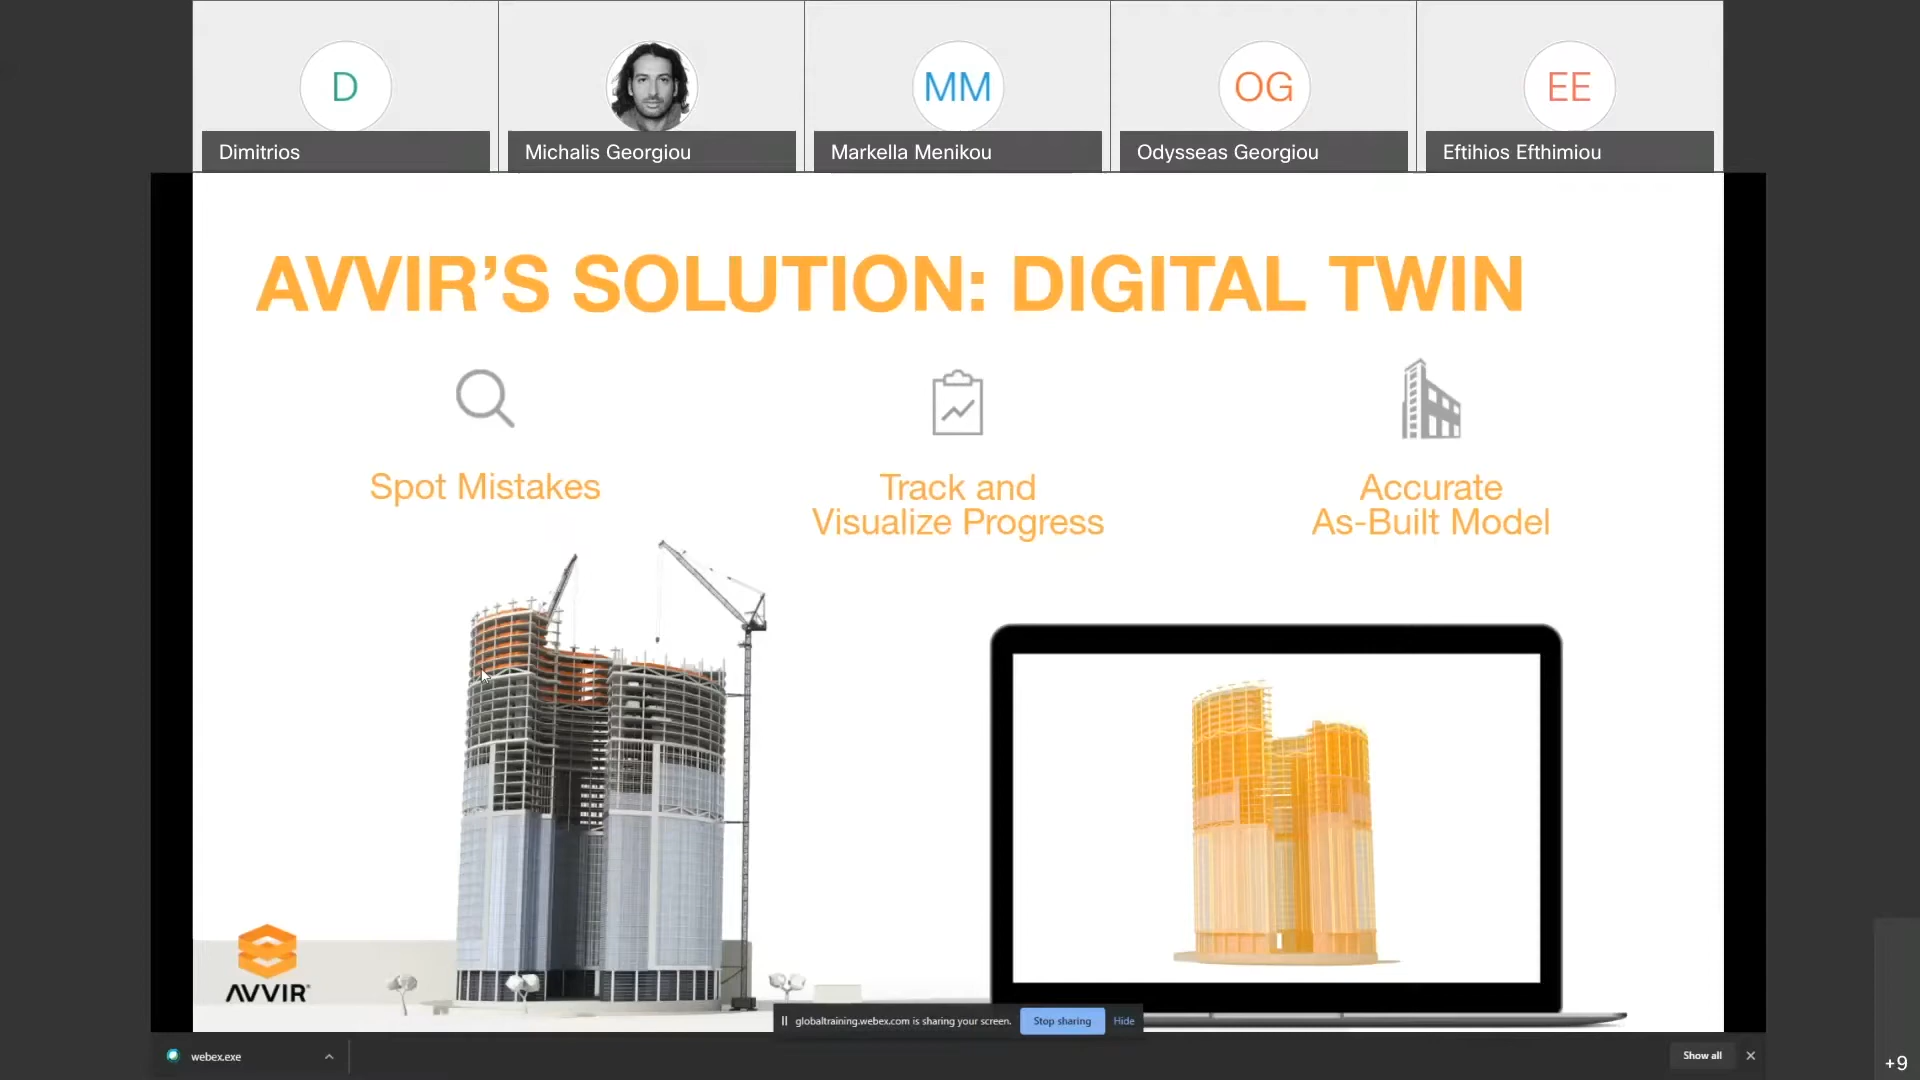 D
MM
OG
EE
Dimitrios
Michalis Georgiou
Markella Menikou
Odysseas Georgiou
Eftihios Efthimiou
AVVIR’S SOLUTION: DIGITAL TWIN
Spot Mistakes
Track and
Visualize Progress
Accurate
As-Built Model
AVVIR®
globaltraining.webex.com is sharing your screen.
Stop sharing
Hide
webex.exe
Show all
+9